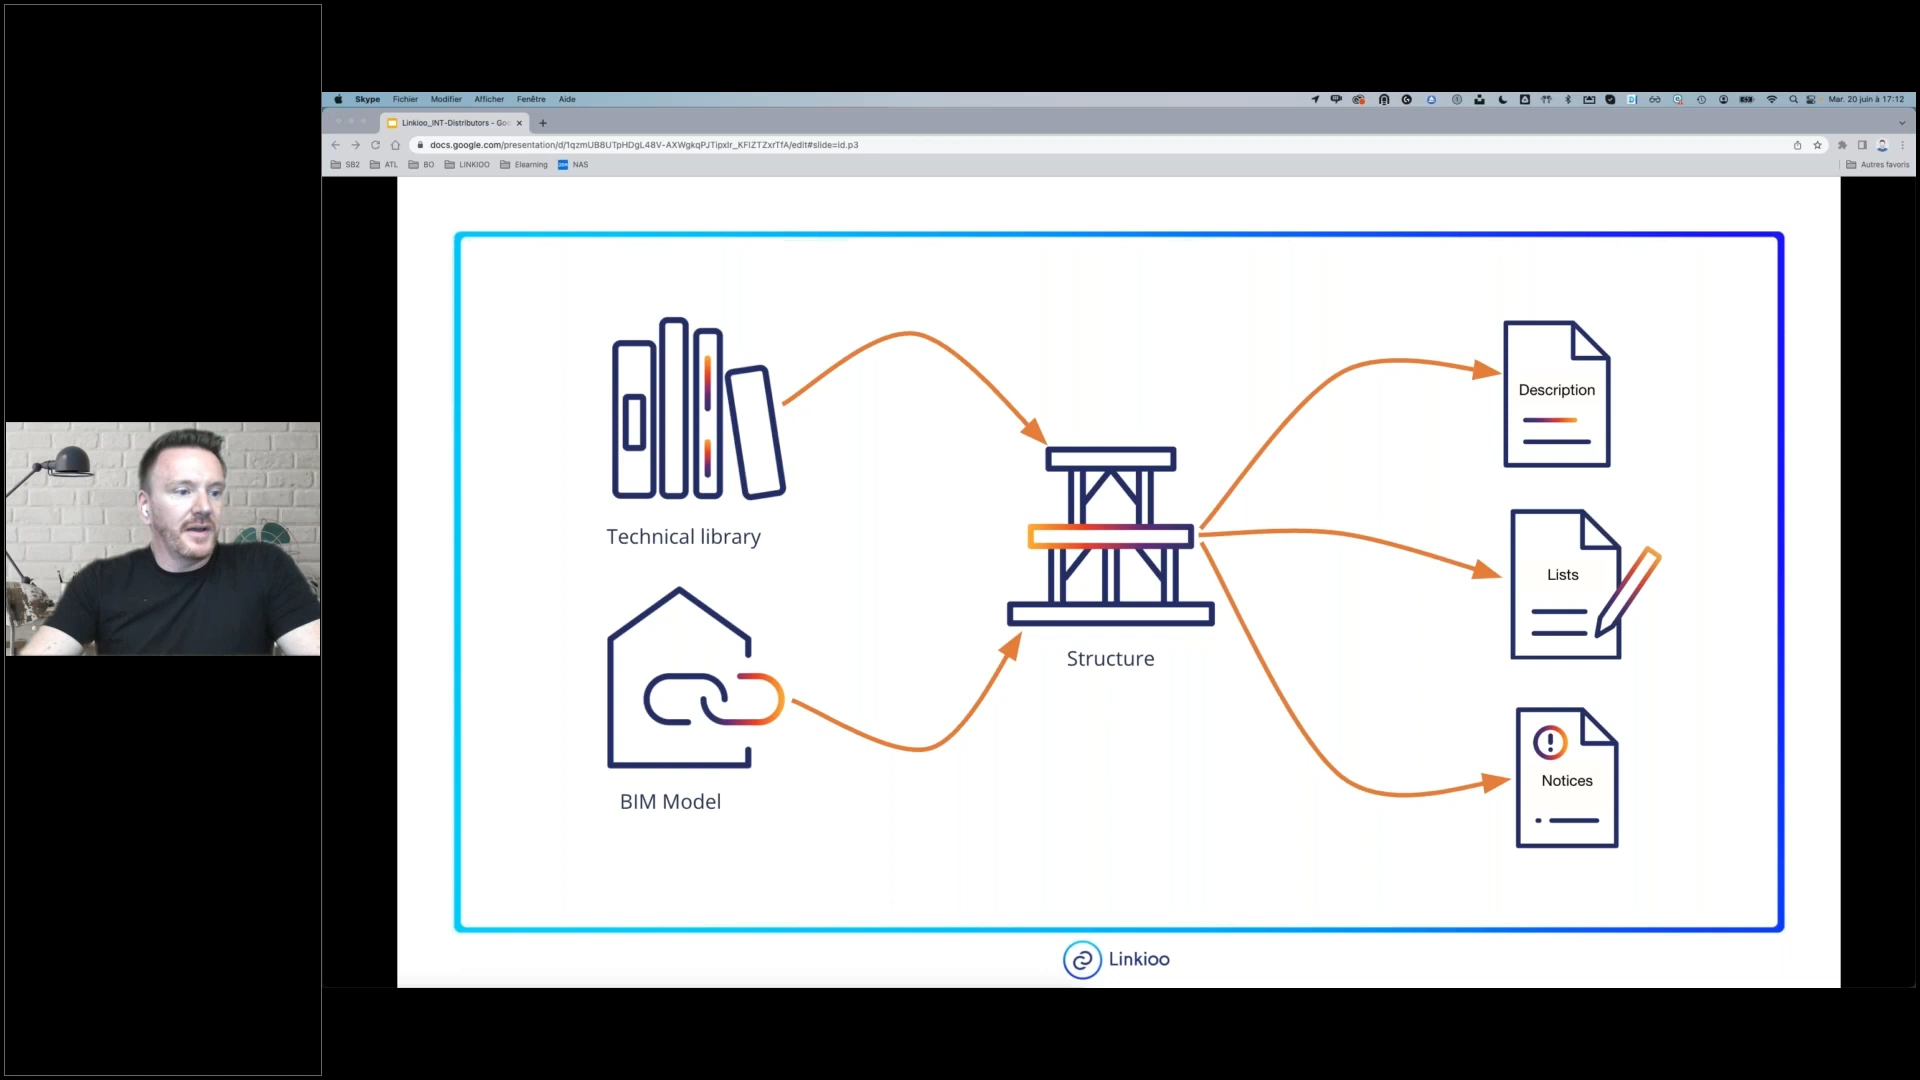 Skype Fichier Modifier Afficher Fenêtre Aide Mar. 20 juin à 17:12
Linkioo_INT-Distributors - Goo
docs.google.com/presentation/d/1qzmUB8UTpHDgL48V-AXWgkqPJTipxlr_KFIZTZxrTfA/edit#slide=id.p3
SB2 ATL BO LINKIOO Elearning NAS Autres favoris
Technical library
BIM Model
Structure
Description
Lists
Notices
Linkioo